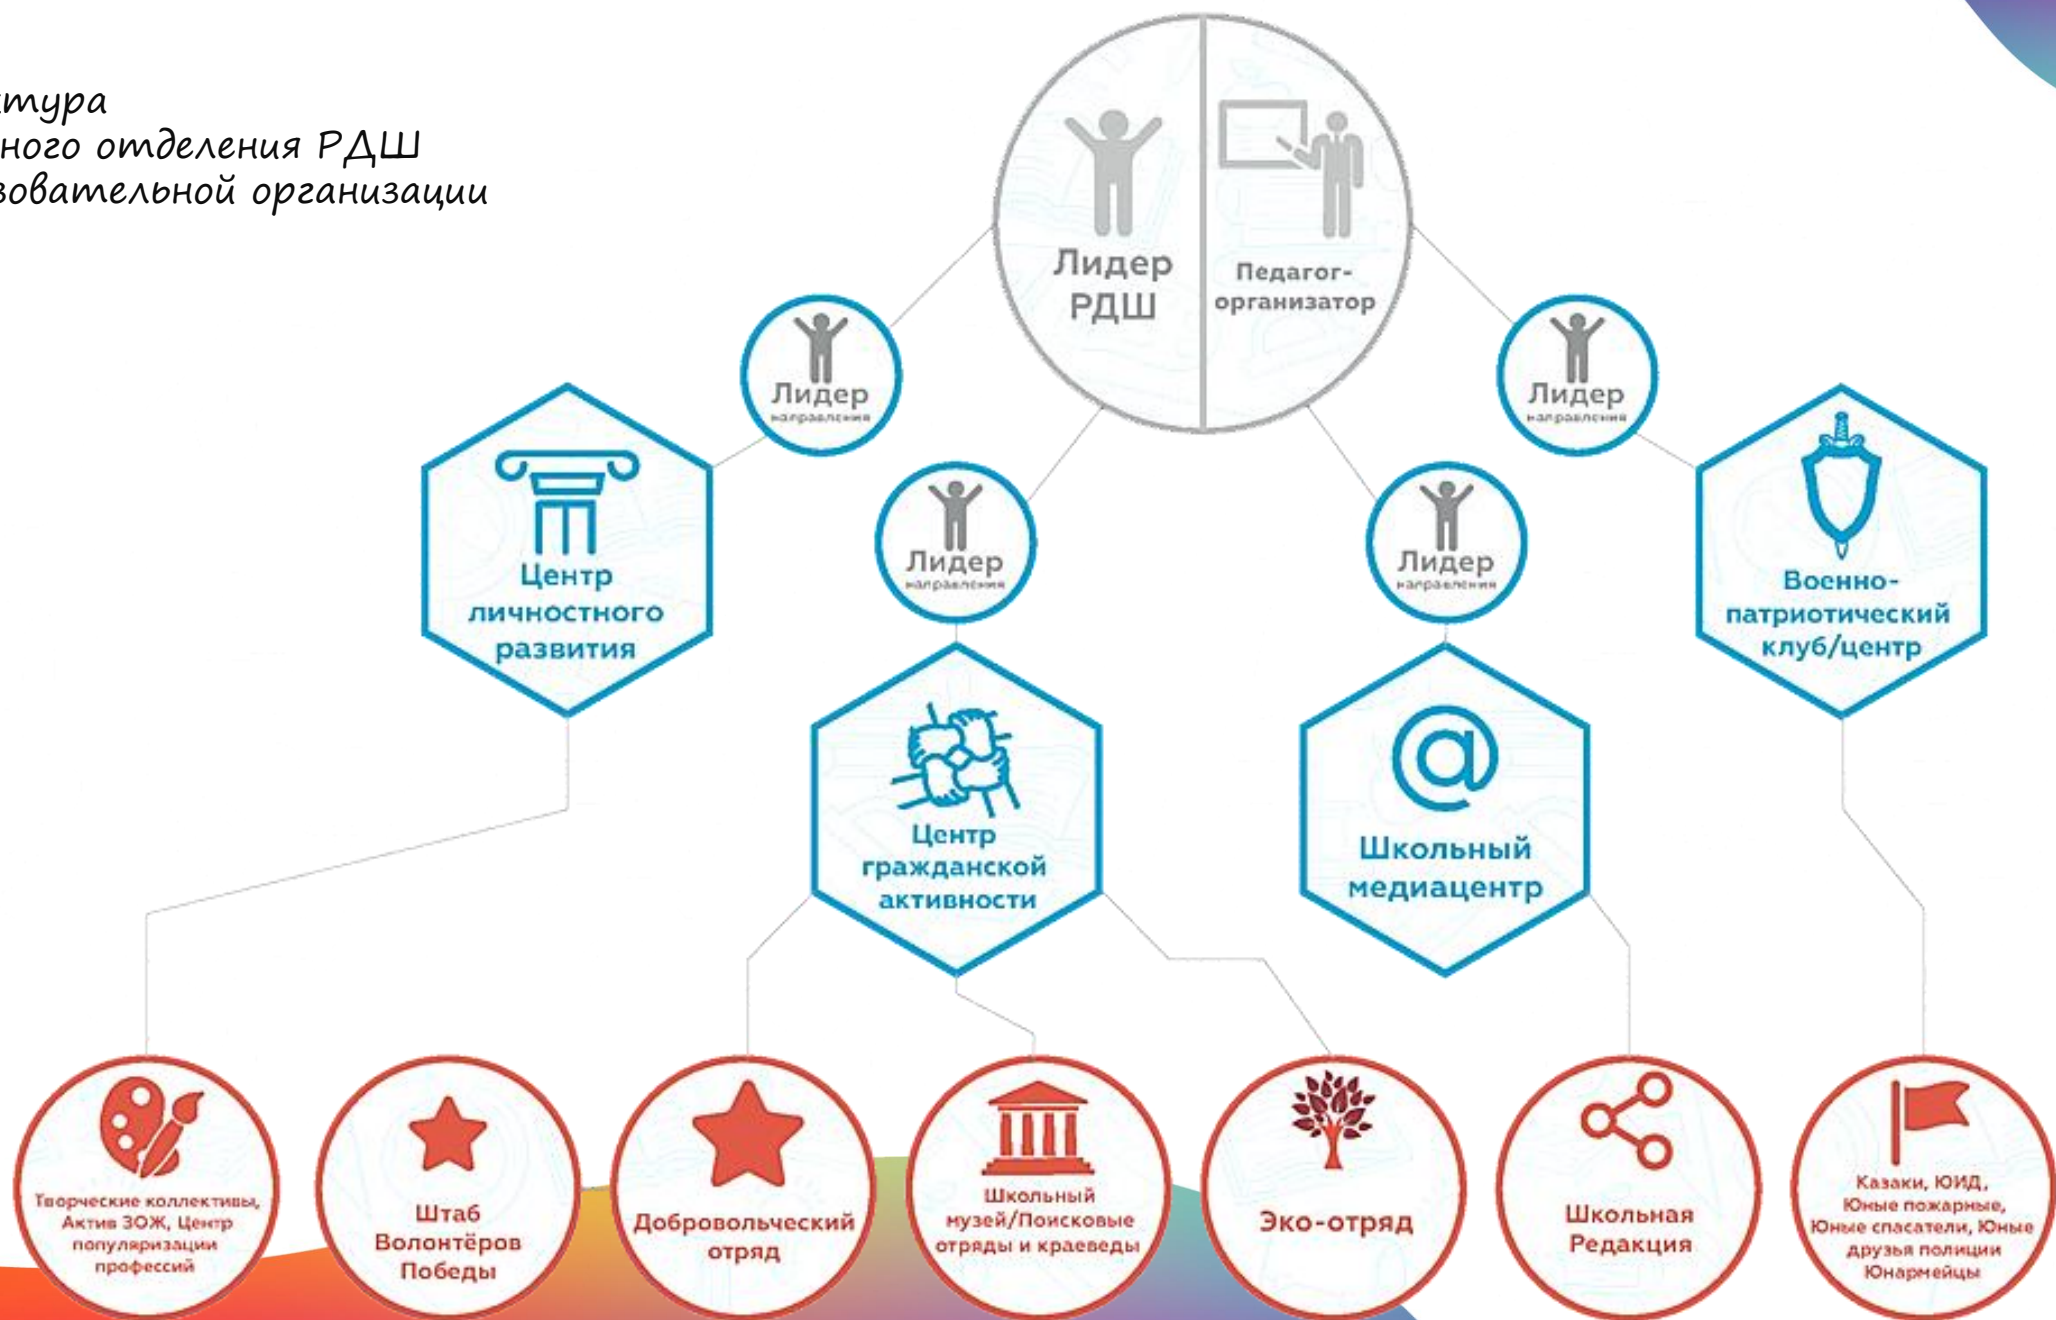 ктура
ного отделения РДШ
зовательной организации
Лидер
РДШ
Педагог-
организатор
Лидер
направления
Лидер
направления
Лидер
направления
Лидер
направления
Центр
личностного
развития
Военно-
патриотический
клуб/центр
Центр
гражданской
активности
Школьный
медиацентр
Творческие коллективы,
Актив ЗОЖ, Центр
популяризации
профессий
Штаб
Волонтёров
Победы
Добровольческий
отряд
Школьный
музей/Поисковые
отряды и краеведы
Эко-отряд
Школьная
Редакция
Казаки, ЮИД,
Юные пожарные,
Юные спасатели, Юные
друзья полиции
Юнармейцы